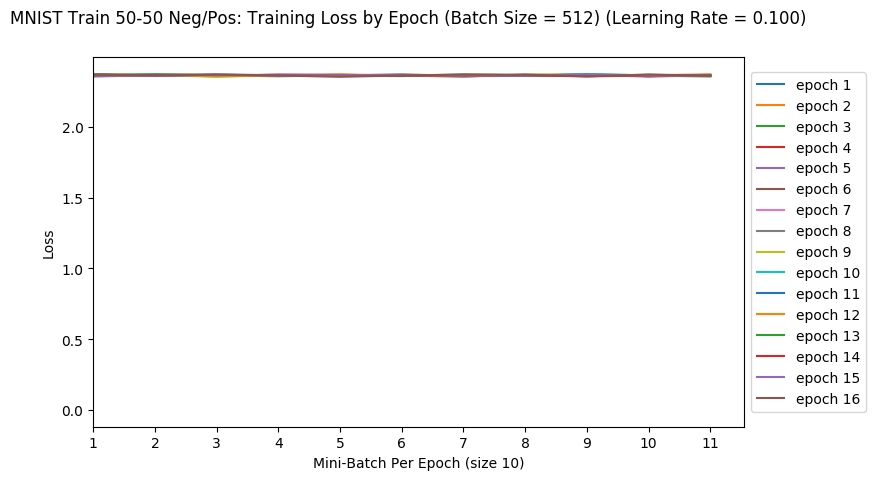 MNIST Train 50-50 Neg/Pos: Training Loss by Epoch (Batch Size = 512) (Learning Rate = 0.100)
2.0
1.5
1.0
0.5
0.0
Loss
1 2 3 4 5 6 7 8 9 10 11
Mini-Batch Per Epoch (size 10)
epoch 1
epoch 2
epoch 3
epoch 4
epoch 5
epoch 6
epoch 7
epoch 8
epoch 9
epoch 10
epoch 11
epoch 12
epoch 13
epoch 14
epoch 15
epoch 16